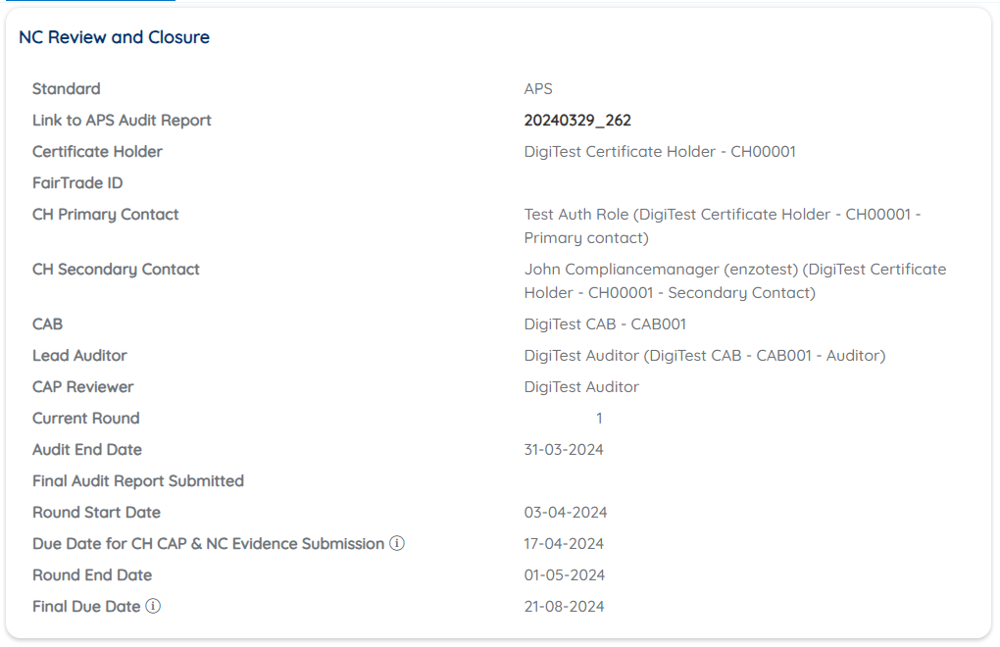 NC Review and Closure
Standard APS
Link to APS Audit Report 20240329_262
Certificate Holder DigiTest Certificate Holder - CH00001
FairTrade ID
CH Primary Contact Test Auth Role (DigiTest Certificate Holder - CH00001 -
Primary contact)
CH Secondary Contact John Compliancemanager (enzotest) (DigiTest Certificate
Holder - CH00001 - Secondary Contact)
CAB DigiTest CAB - CAB001
Lead Auditor DigiTest Auditor (DigiTest CAB - CAB001 - Auditor)
CAP Reviewer DigiTest Auditor
Current Round 1
Audit End Date 31-03-2024
Final Audit Report Submitted
Round Start Date 03-04-2024
Due Date for CH CAP & NC Evidence Submission ⓘ 17-04-2024
Round End Date 01-05-2024
Final Due Date ⓘ 21-08-2024